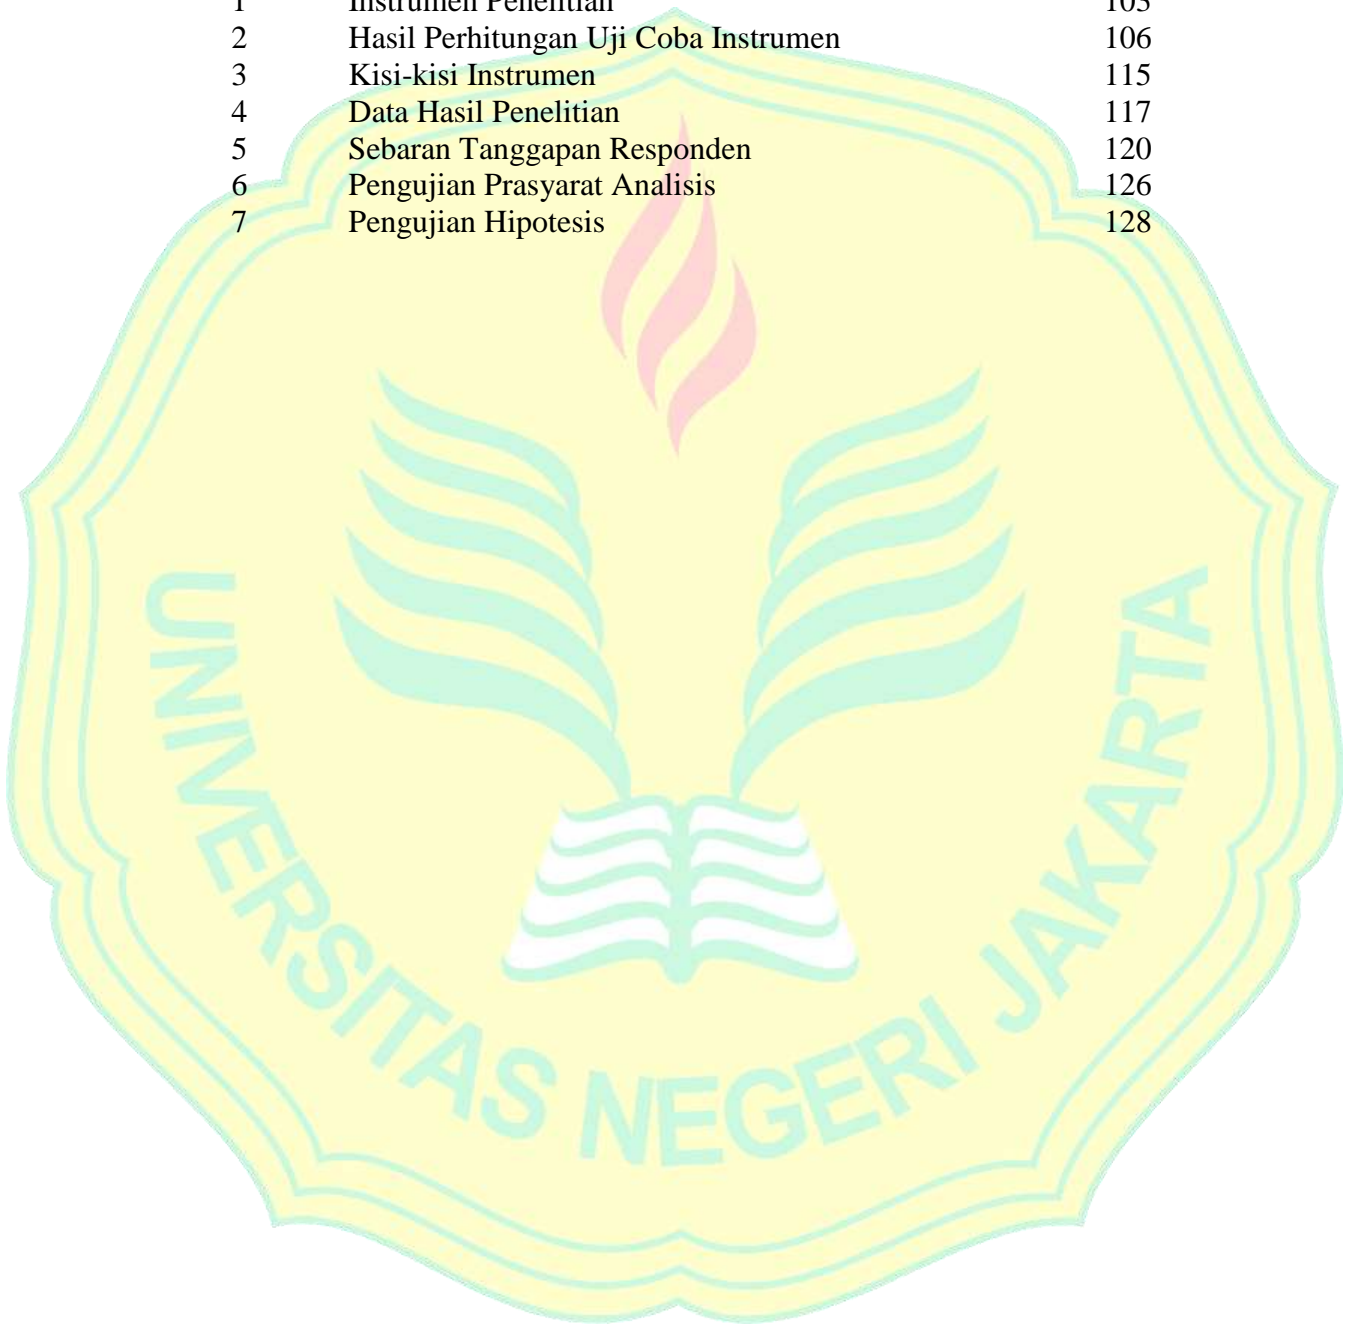 1 Instrumen Penelitian 103
2 Hasil Perhitungan Uji Coba Instrumen 106
3 Kisi-kisi Instrumen 115
4 Data Hasil Penelitian 117
5 Sebaran Tanggapan Responden 120
6 Pengujian Prasyarat Analisis 126
7 Pengujian Hipotesis 128
UNIVERSITAS NEGERI JAKARTA